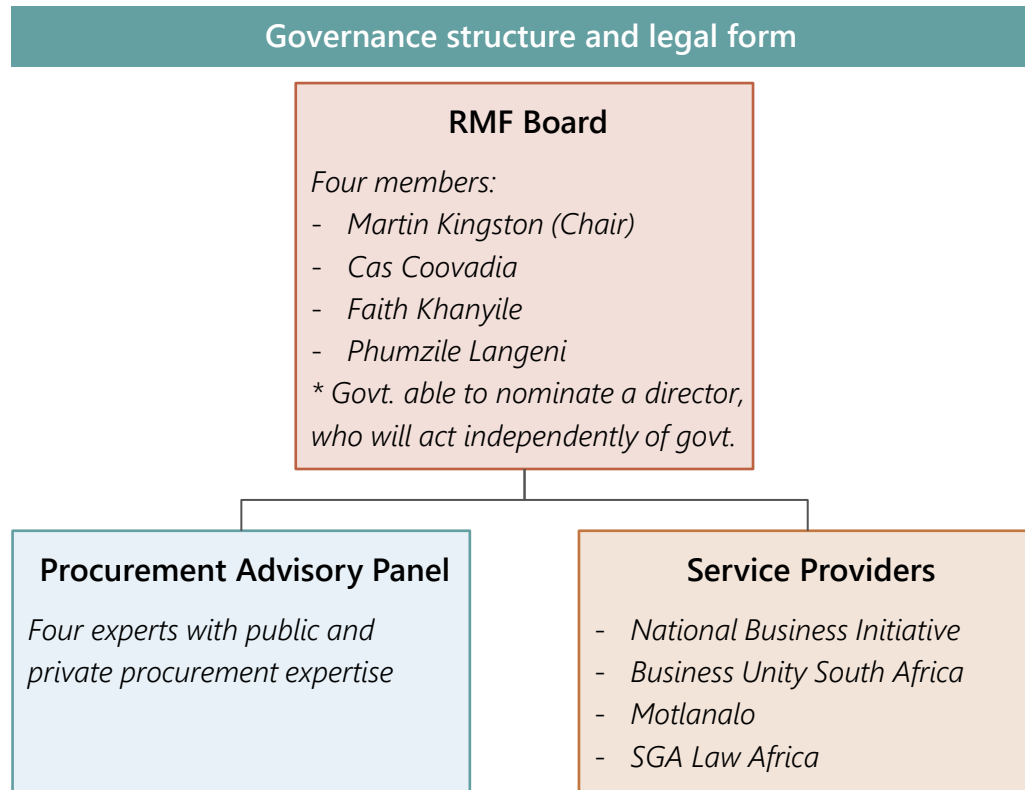 Governance structure and legal form
RMF Board
Four members:
- Martin Kingston (Chair)
- Cas Coovadia
- Faith Khanyile
- Phumzile Langeni
* Govt. able to nominate a director,
who will act independently of govt.
Procurement Advisory Panel
Four experts with public and
private procurement expertise
Service Providers
- National Business Initiative
- Business Unity South Africa
- Motlanalo
- SGA Law Africa